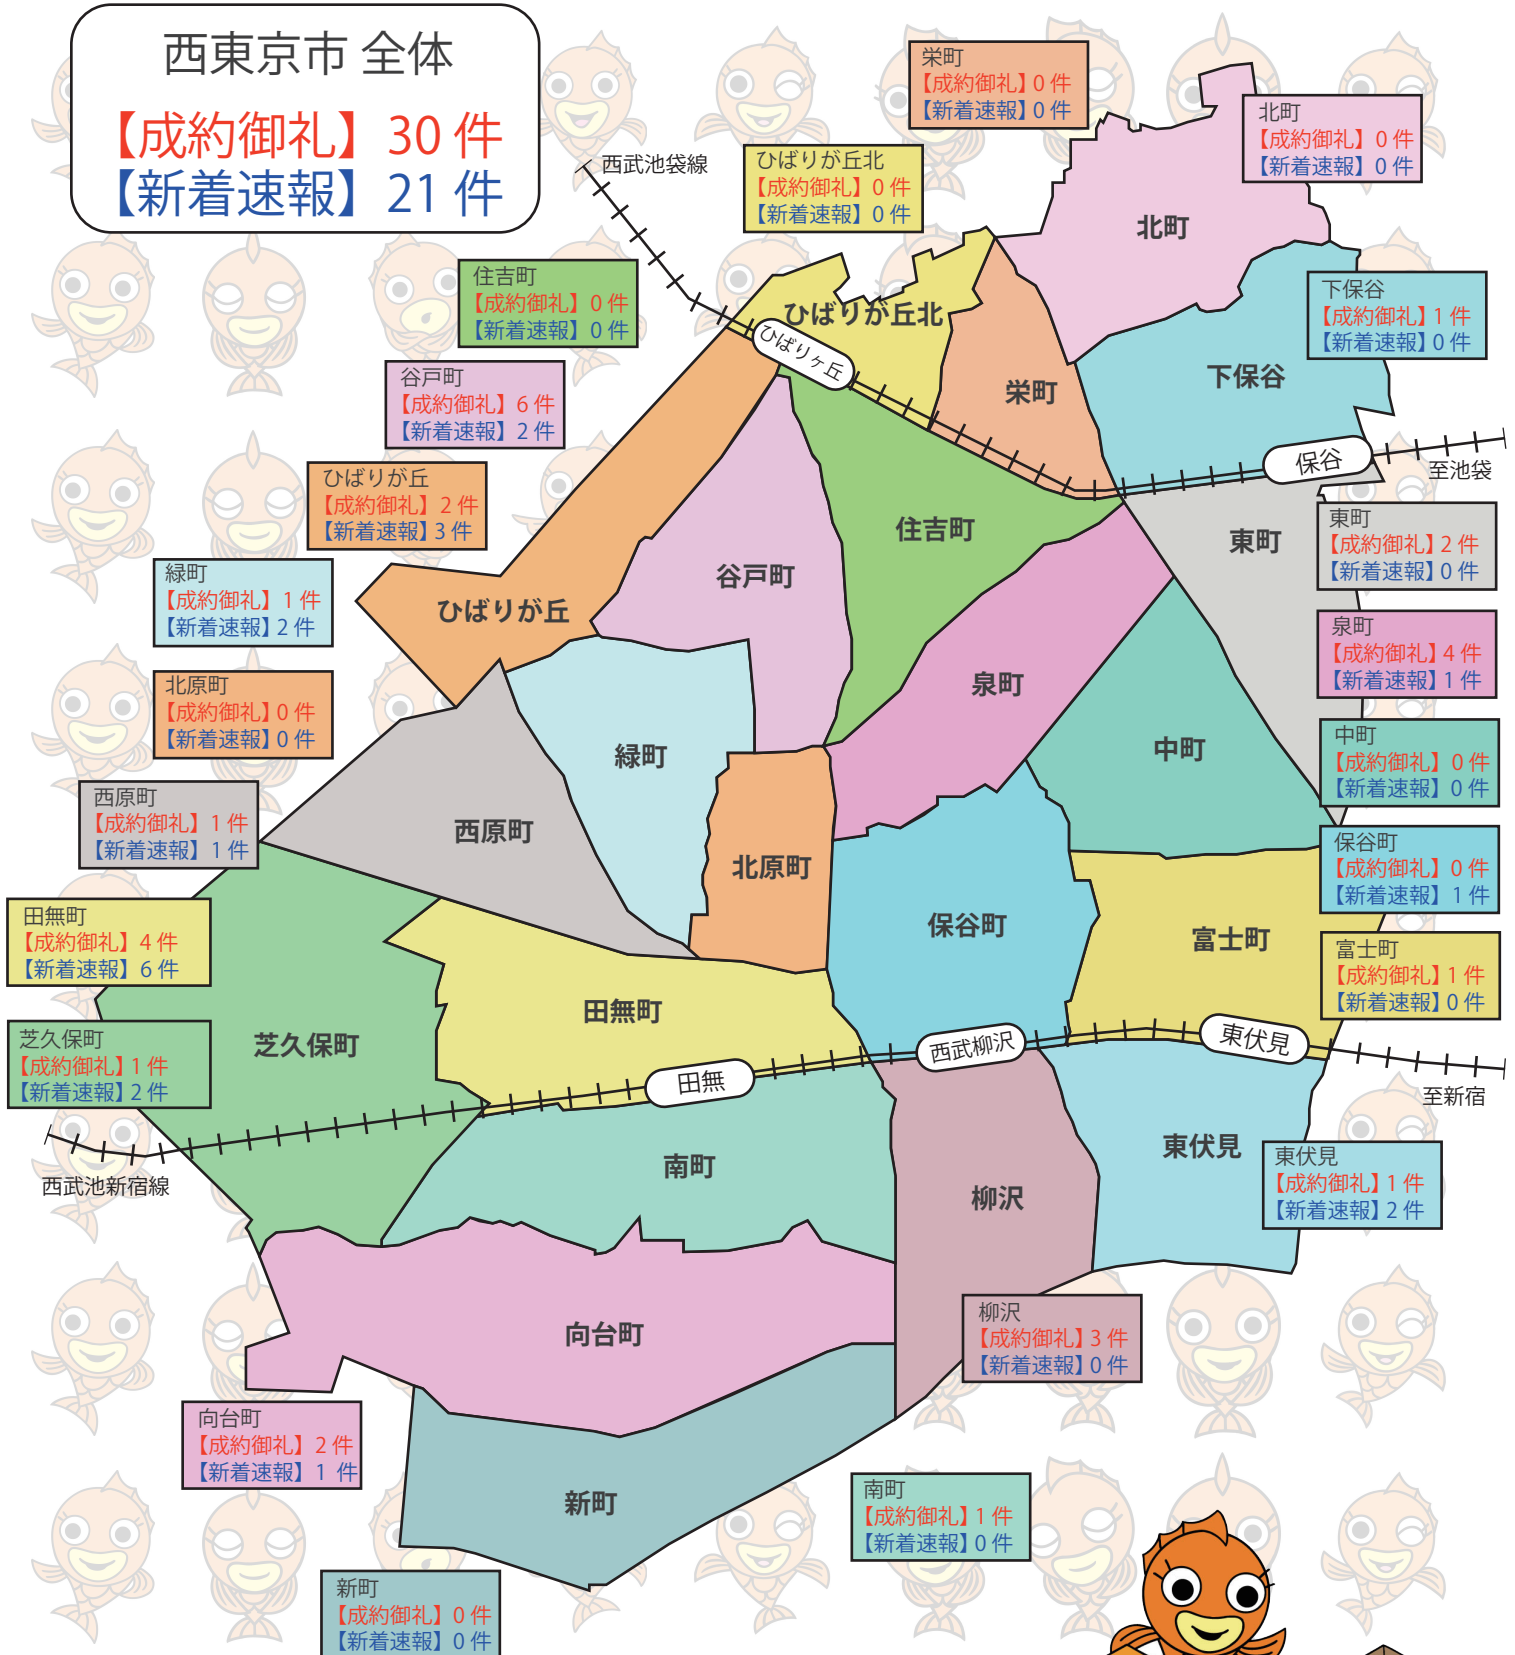 西東京市 全体
【成約御礼】30 件
【新着速報】21 件
栄町
【成約御礼】0 件
【新着速報】0 件
北町
【成約御礼】0 件
【新着速報】0 件
西武池袋線
ひばりが丘北
【成約御礼】0 件
【新着速報】0 件
北町
住吉町
【成約御礼】0 件
【新着速報】0 件
下保谷
【成約御礼】1 件
【新着速報】0 件
ひばりが丘北
ひばりヶ丘
谷戸町
【成約御礼】6 件
【新着速報】2 件
栄町
下保谷
保谷
至池袋
ひばりが丘
【成約御礼】2 件
【新着速報】3 件
住吉町
東町
東町
【成約御礼】2 件
【新着速報】0 件
緑町
【成約御礼】1 件
【新着速報】2 件
谷戸町
ひばりが丘
泉町
【成約御礼】4 件
【新着速報】1 件
北原町
【成約御礼】0 件
【新着速報】0 件
泉町
中町
【成約御礼】0 件
【新着速報】0 件
緑町
中町
西原町
【成約御礼】1 件
【新着速報】1 件
西原町
北原町
保谷町
【成約御礼】0 件
【新着速報】1 件
田無町
【成約御礼】4 件
【新着速報】6 件
保谷町
富士町
富士町
【成約御礼】1 件
【新着速報】0 件
田無町
芝久保町
芝久保町
【成約御礼】1 件
【新着速報】2 件
田無
西武柳沢
東伏見
至新宿
西武池新宿線
南町
柳沢
東伏見
東伏見
【成約御礼】1 件
【新着速報】2 件
向台町
柳沢
【成約御礼】3 件
【新着速報】0 件
向台町
【成約御礼】2 件
【新着速報】1 件
新町
南町
【成約御礼】1 件
【新着速報】0 件
新町
【成約御礼】0 件
【新着速報】0 件